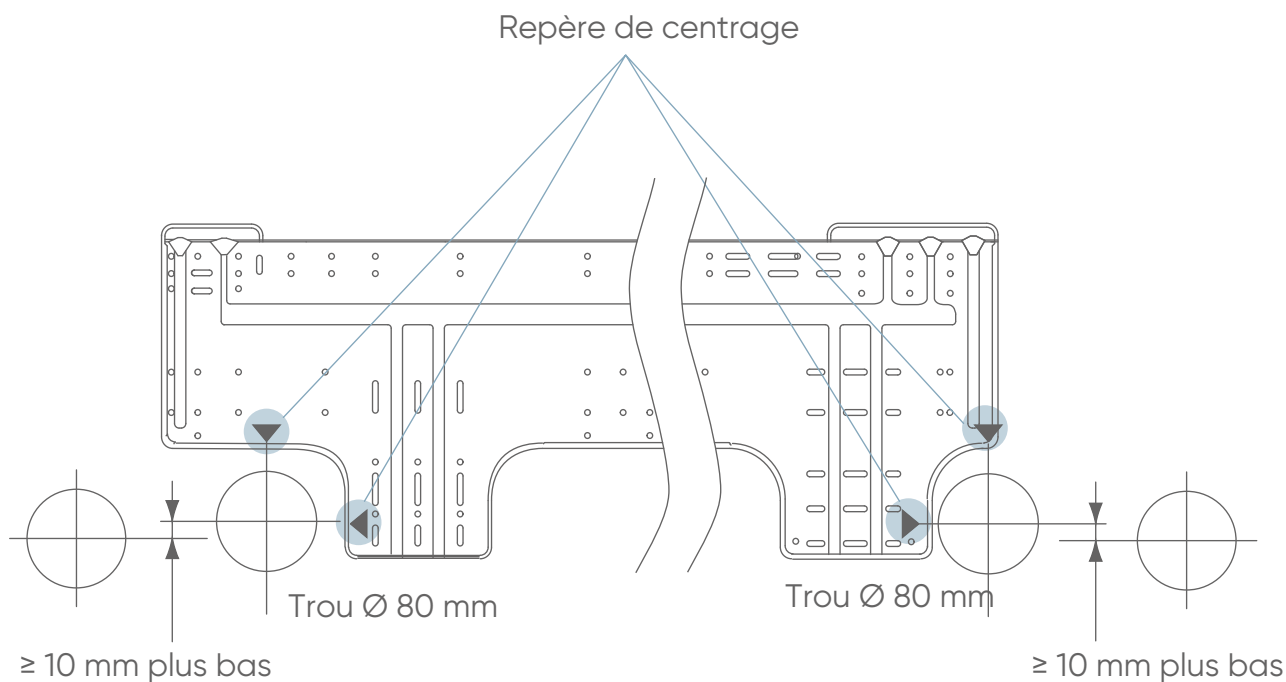 Repère de centrage
Trou Ø 80 mm
Trou Ø 80 mm
≥ 10 mm plus bas
≥ 10 mm plus bas